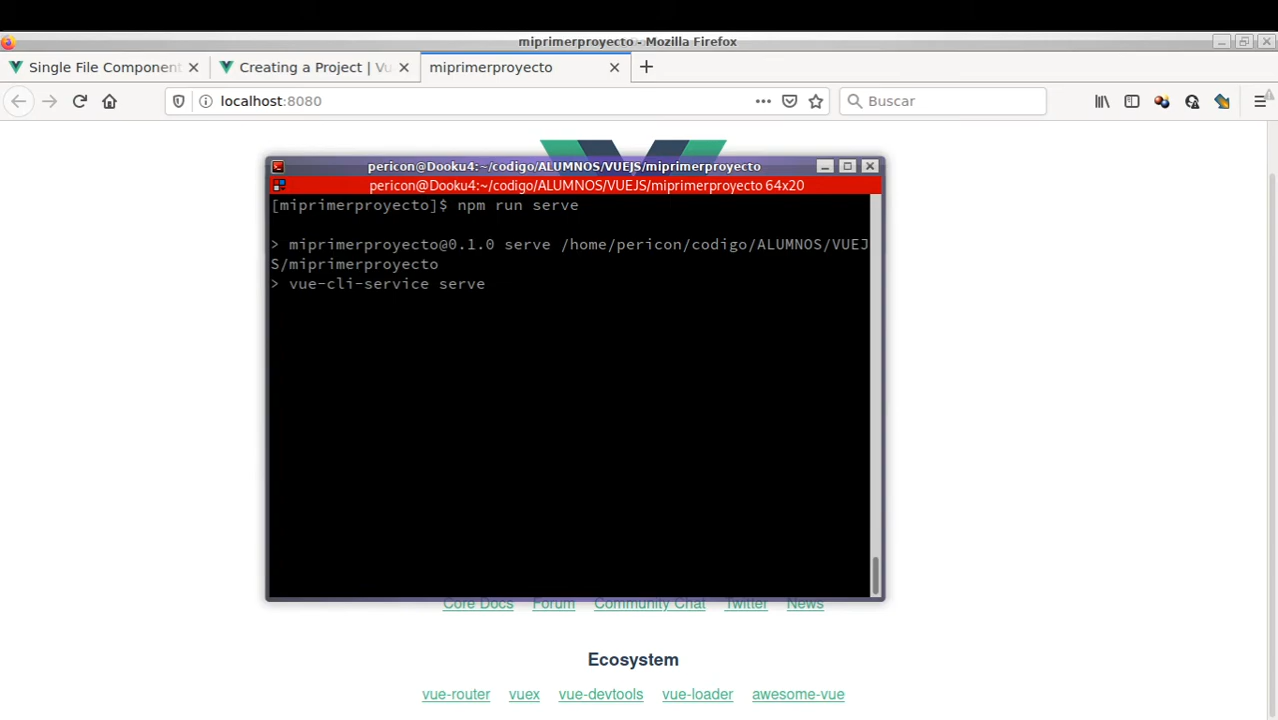 miprimerproyecto - Mozilla Firefox
Single File Component
Creating a Project | Vu
miprimerproyecto
localhost:8080
Buscar
pericon@Dooku4:~/codigo/ALUMNOS/VUEJS/miprimerproyecto
pericon@Dooku4:~/codigo/ALUMNOS/VUEJS/miprimerproyecto 64x20
[miprimerproyecto]$ npm run serve
> miprimerproyecto@0.1.0 serve /home/pericon/codigo/ALUMNOS/VUEJ
S/miprimerproyecto
> vue-cli-service serve
Core Docs Forum Community Chat Twitter News
Ecosystem
vue-router vuex vue-devtools vue-loader awesome-vue